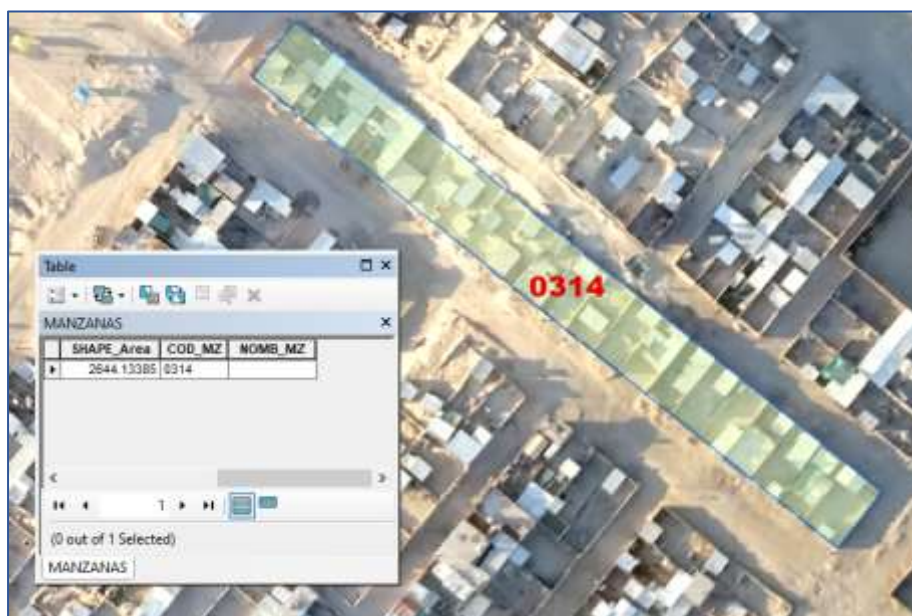 0314
Table
MANZANAS
SHAPE_Area COD_MZ NOMB_MZ
2644.13385 0314
1
(0 out of 1 Selected)
MANZANAS